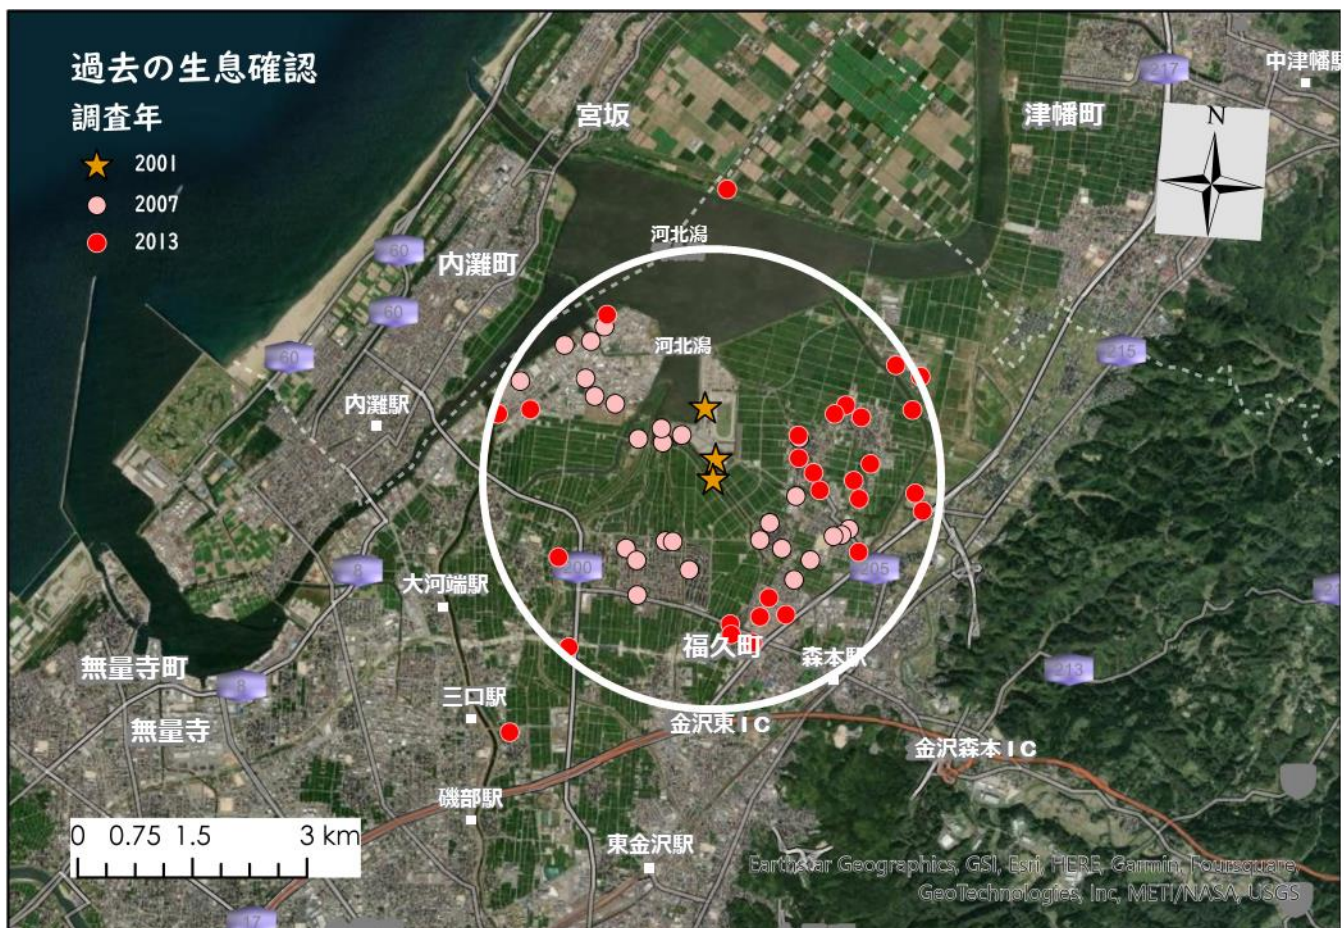 過去の生息確認
調査年
2001
2007
2013
宮坂
津幡町
217
中津幡駅
N
河北潟
60
内灘町
60
60
河北潟
215
内灘駅
8
200
205
大河端駅
福久町
森本駅
213
無量寺町
8
三口駅
無量寺
金沢東IC
金沢森本IC
磯部駅
0 0.75 1.5 3 km
東金沢駅
Earthstar Geographics, GSI, Esri, HERE, Garmin, Foursquare,
GeoTechnologies, Inc, METI/NASA, USGS
17